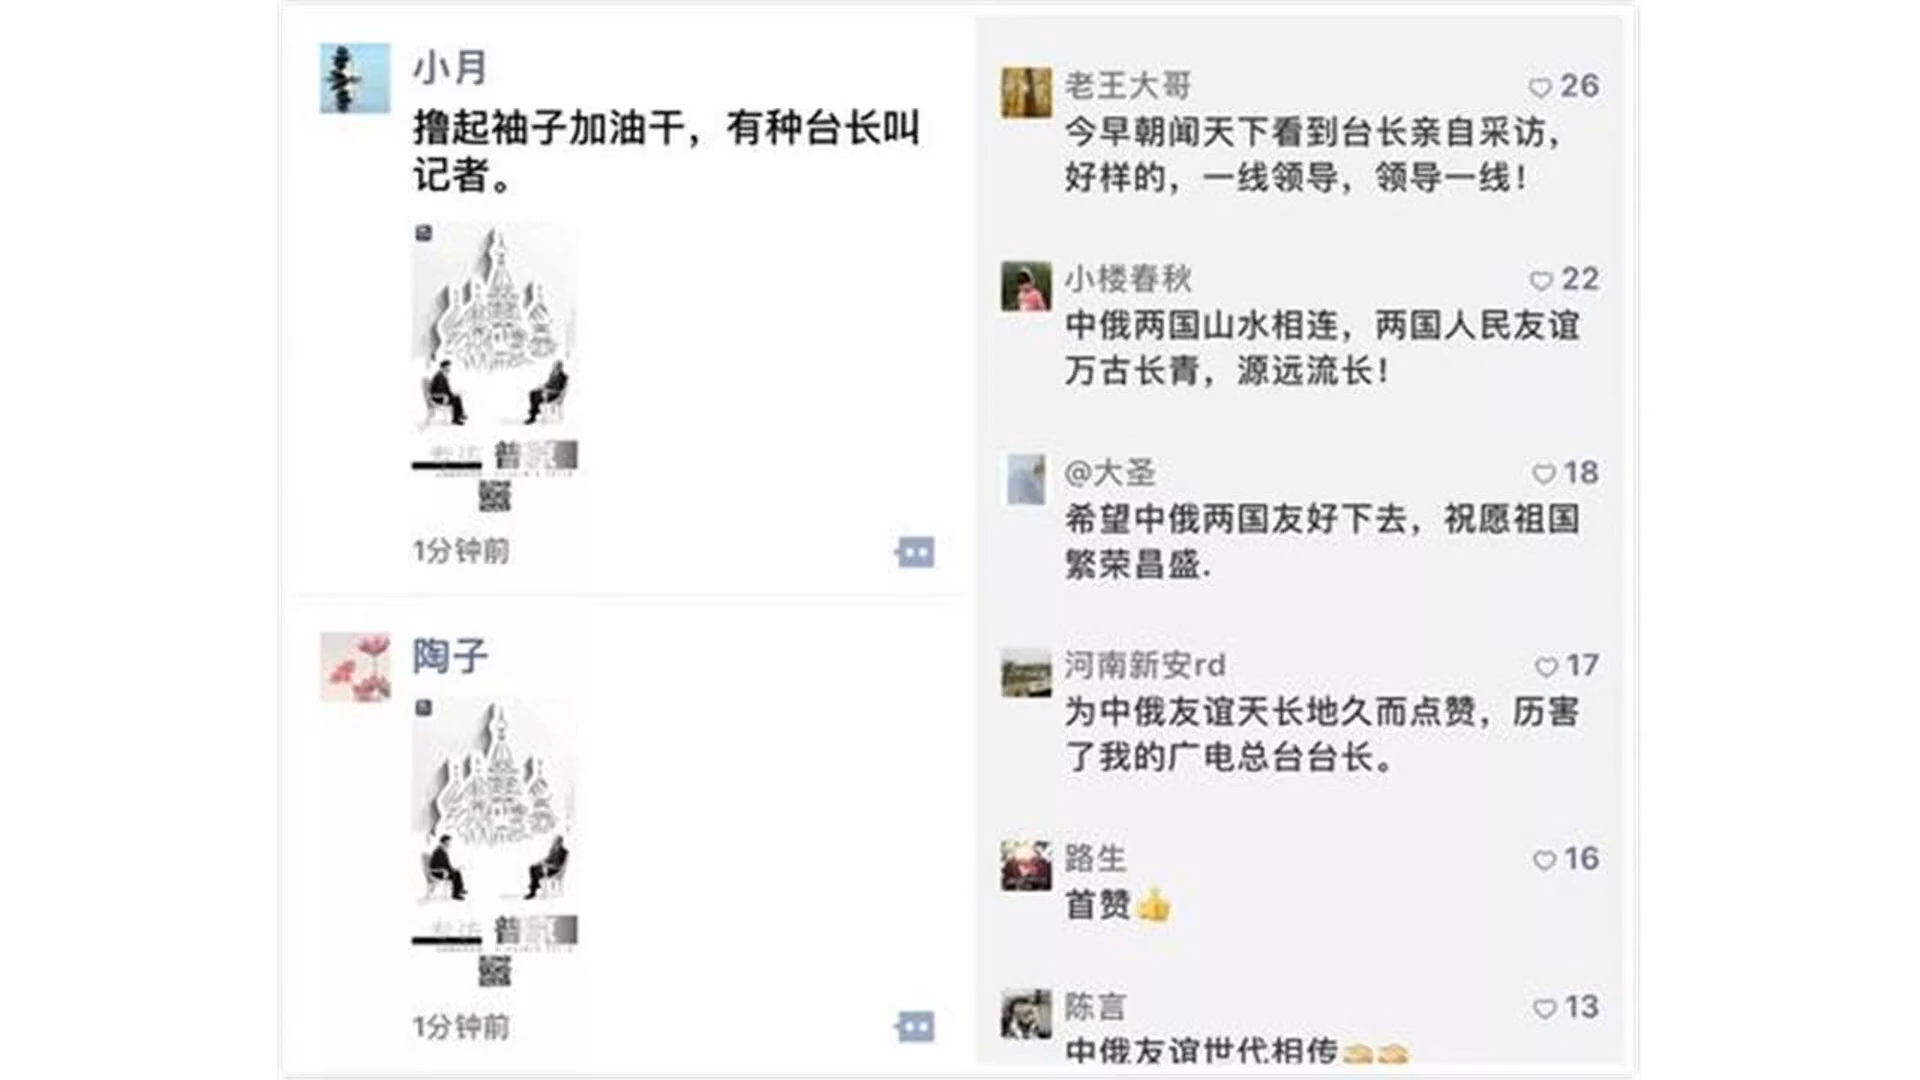 小月
撸起袖子加油干，有种台长叫
记者。
普
1分钟前
陶子
普
1分钟前
老王大哥
26
今早朝闻天下看到台长亲自采访，
好样的，一线领导，领导一线！
小楼春秋
22
中俄两国山水相连，两国人民友谊
万古长青，源远流长！
@大圣
18
希望中俄两国友好下去，祝愿祖国
繁荣昌盛.
河南新安rd
17
为中俄友谊天长地久而点赞，历害
了我的广电总台台长。
路生
16
首赞👍
陈言
13
中俄友谊世代相传